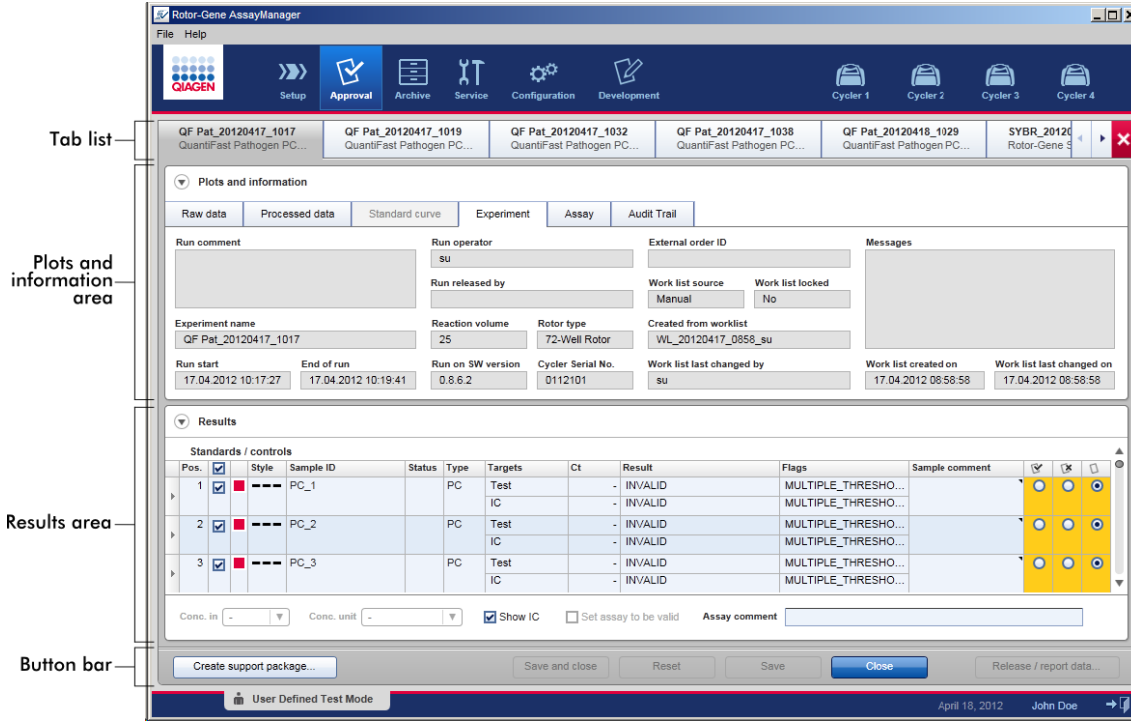 Rotor-Gene AssayManager
File Help
QIAGEN
Setup Approval Archive Service Configuration Development Cycler 1 Cycler 2 Cycler 3 Cycler 4
Tab list
QF Pat_20120417_1017 QF Pat_20120417_1019 QF Pat_20120417_1032 QF Pat_20120417_1038 QF Pat_20120418_1029 SYBR_2012
QuantiFast Pathogen PC... QuantiFast Pathogen PC... QuantiFast Pathogen PC... QuantiFast Pathogen PC... QuantiFast Pathogen PC... Rotor-Gene S
Plots and information area
Plots and information
Raw data Processed data Standard curve Experiment Assay Audit Trail
Run comment Run operator External order ID Messages
su
Run released by Work list source Work list locked
Manual No
Experiment name Reaction volume Rotor type Created from worklist
QF Pat_20120417_1017 25 72-Well Rotor WL_20120417_0858_su
Run start End of run Run on SW version Cycler Serial No. Work list last changed by Work list created on Work list last changed on
17.04.2012 10:17:27 17.04.2012 10:19:41 0.8.6.2 0112101 su 17.04.2012 08:58:58 17.04.2012 08:58:58
Results area
Results
Standards / controls
Pos. Style Sample ID Status Type Targets Ct Result Flags Sample comment
1 PC_1 PC Test - INVALID MULTIPLE_THRESHO...
IC - INVALID MULTIPLE_THRESHO...
2 PC_2 PC Test - INVALID MULTIPLE_THRESHO...
IC - INVALID MULTIPLE_THRESHO...
3 PC_3 PC Test - INVALID MULTIPLE_THRESHO...
IC - INVALID MULTIPLE_THRESHO...
Conc. in - Conc. unit - Show IC Set assay to be valid Assay comment
Button bar
Create support package... Save and close Reset Save Close Release / report data...
User Defined Test Mode
April 18, 2012 John Doe